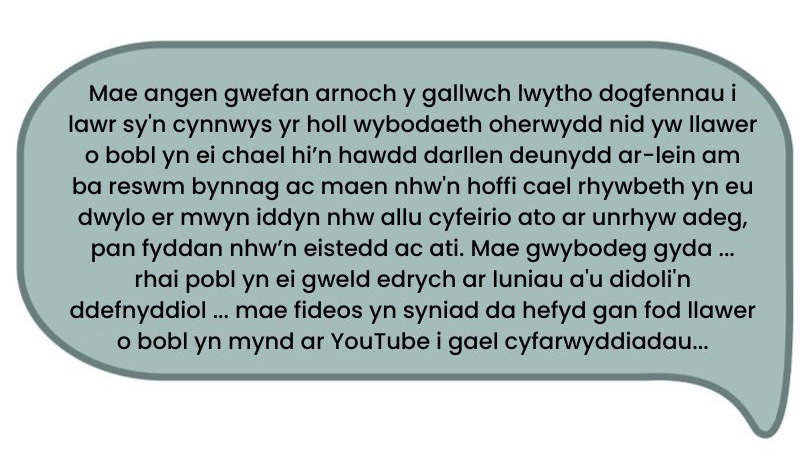 Mae angen gwefan arnoch y gallwch lwytho dogfennau i
lawr sy'n cynnwys yr holl wybodaeth oherwydd nid yw llawer
o bobl yn ei chael hi’n hawdd darllen deunydd ar-lein am
ba reswm bynnag ac maen nhw'n hoffi cael rhywbeth yn eu
dwylo er mwyn iddyn nhw allu cyfeirio ato ar unrhyw adeg,
pan fyddan nhw’n eistedd ac ati. Mae gwybodeg gyda ...
rhai pobl yn ei gweld edrych ar luniau a'u didoli'n
ddefnyddiol ... mae fideos yn syniad da hefyd gan fod llawer
o bobl yn mynd ar YouTube i gael cyfarwyddiadau...